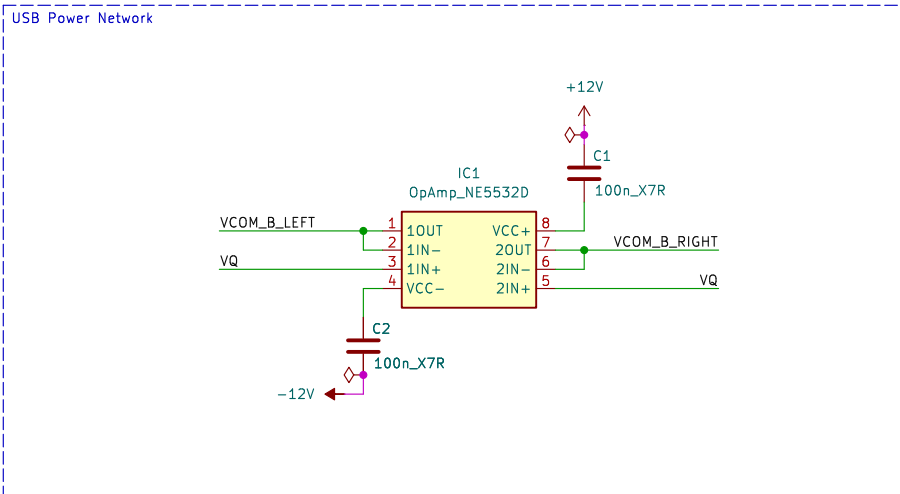 USB Power Network
+12V
C1
100n_X7R
IC1
OpAmp_NE5532D
VCOM_B_LEFT
VQ
1 1OUT VCC+ 8
2 1IN- 2OUT 7
3 1IN+ 2IN- 6
4 VCC- 2IN+ 5
VCOM_B_RIGHT
VQ
C2
100n_X7R
-12V